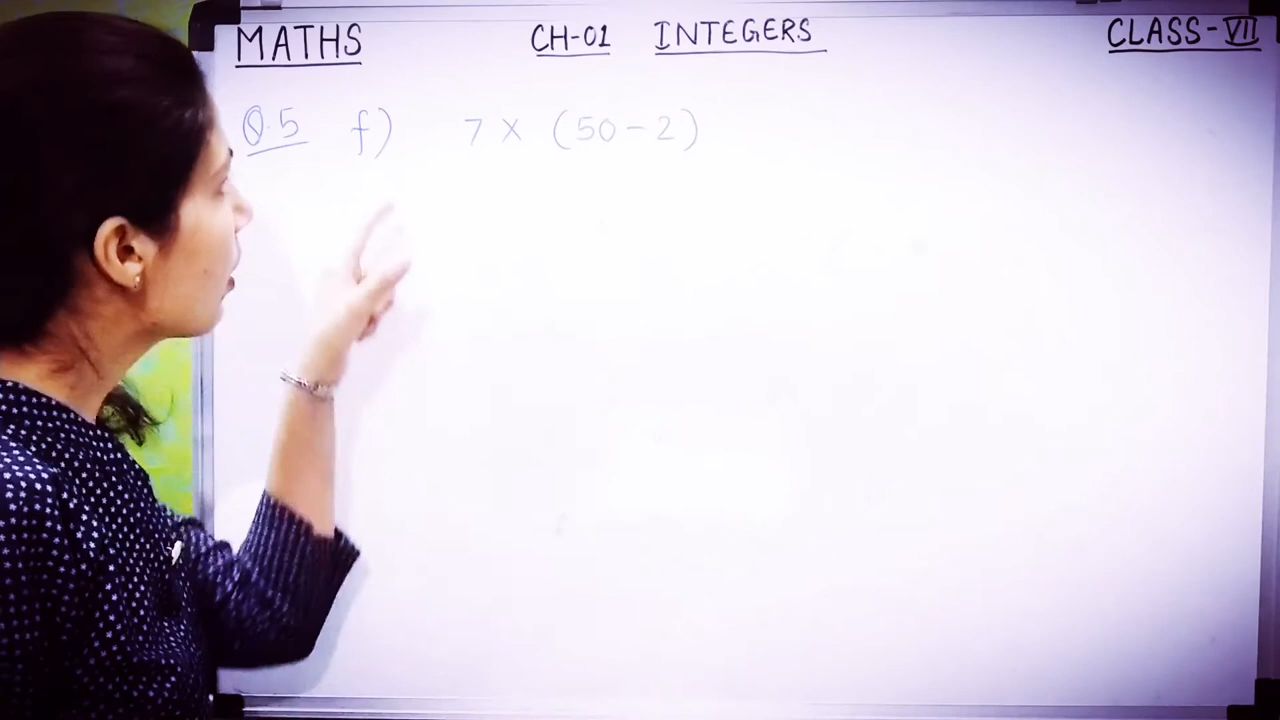 MATHS CH-01 INTEGERS CLASS-VII
Q.5 f) 7 × (50-2)